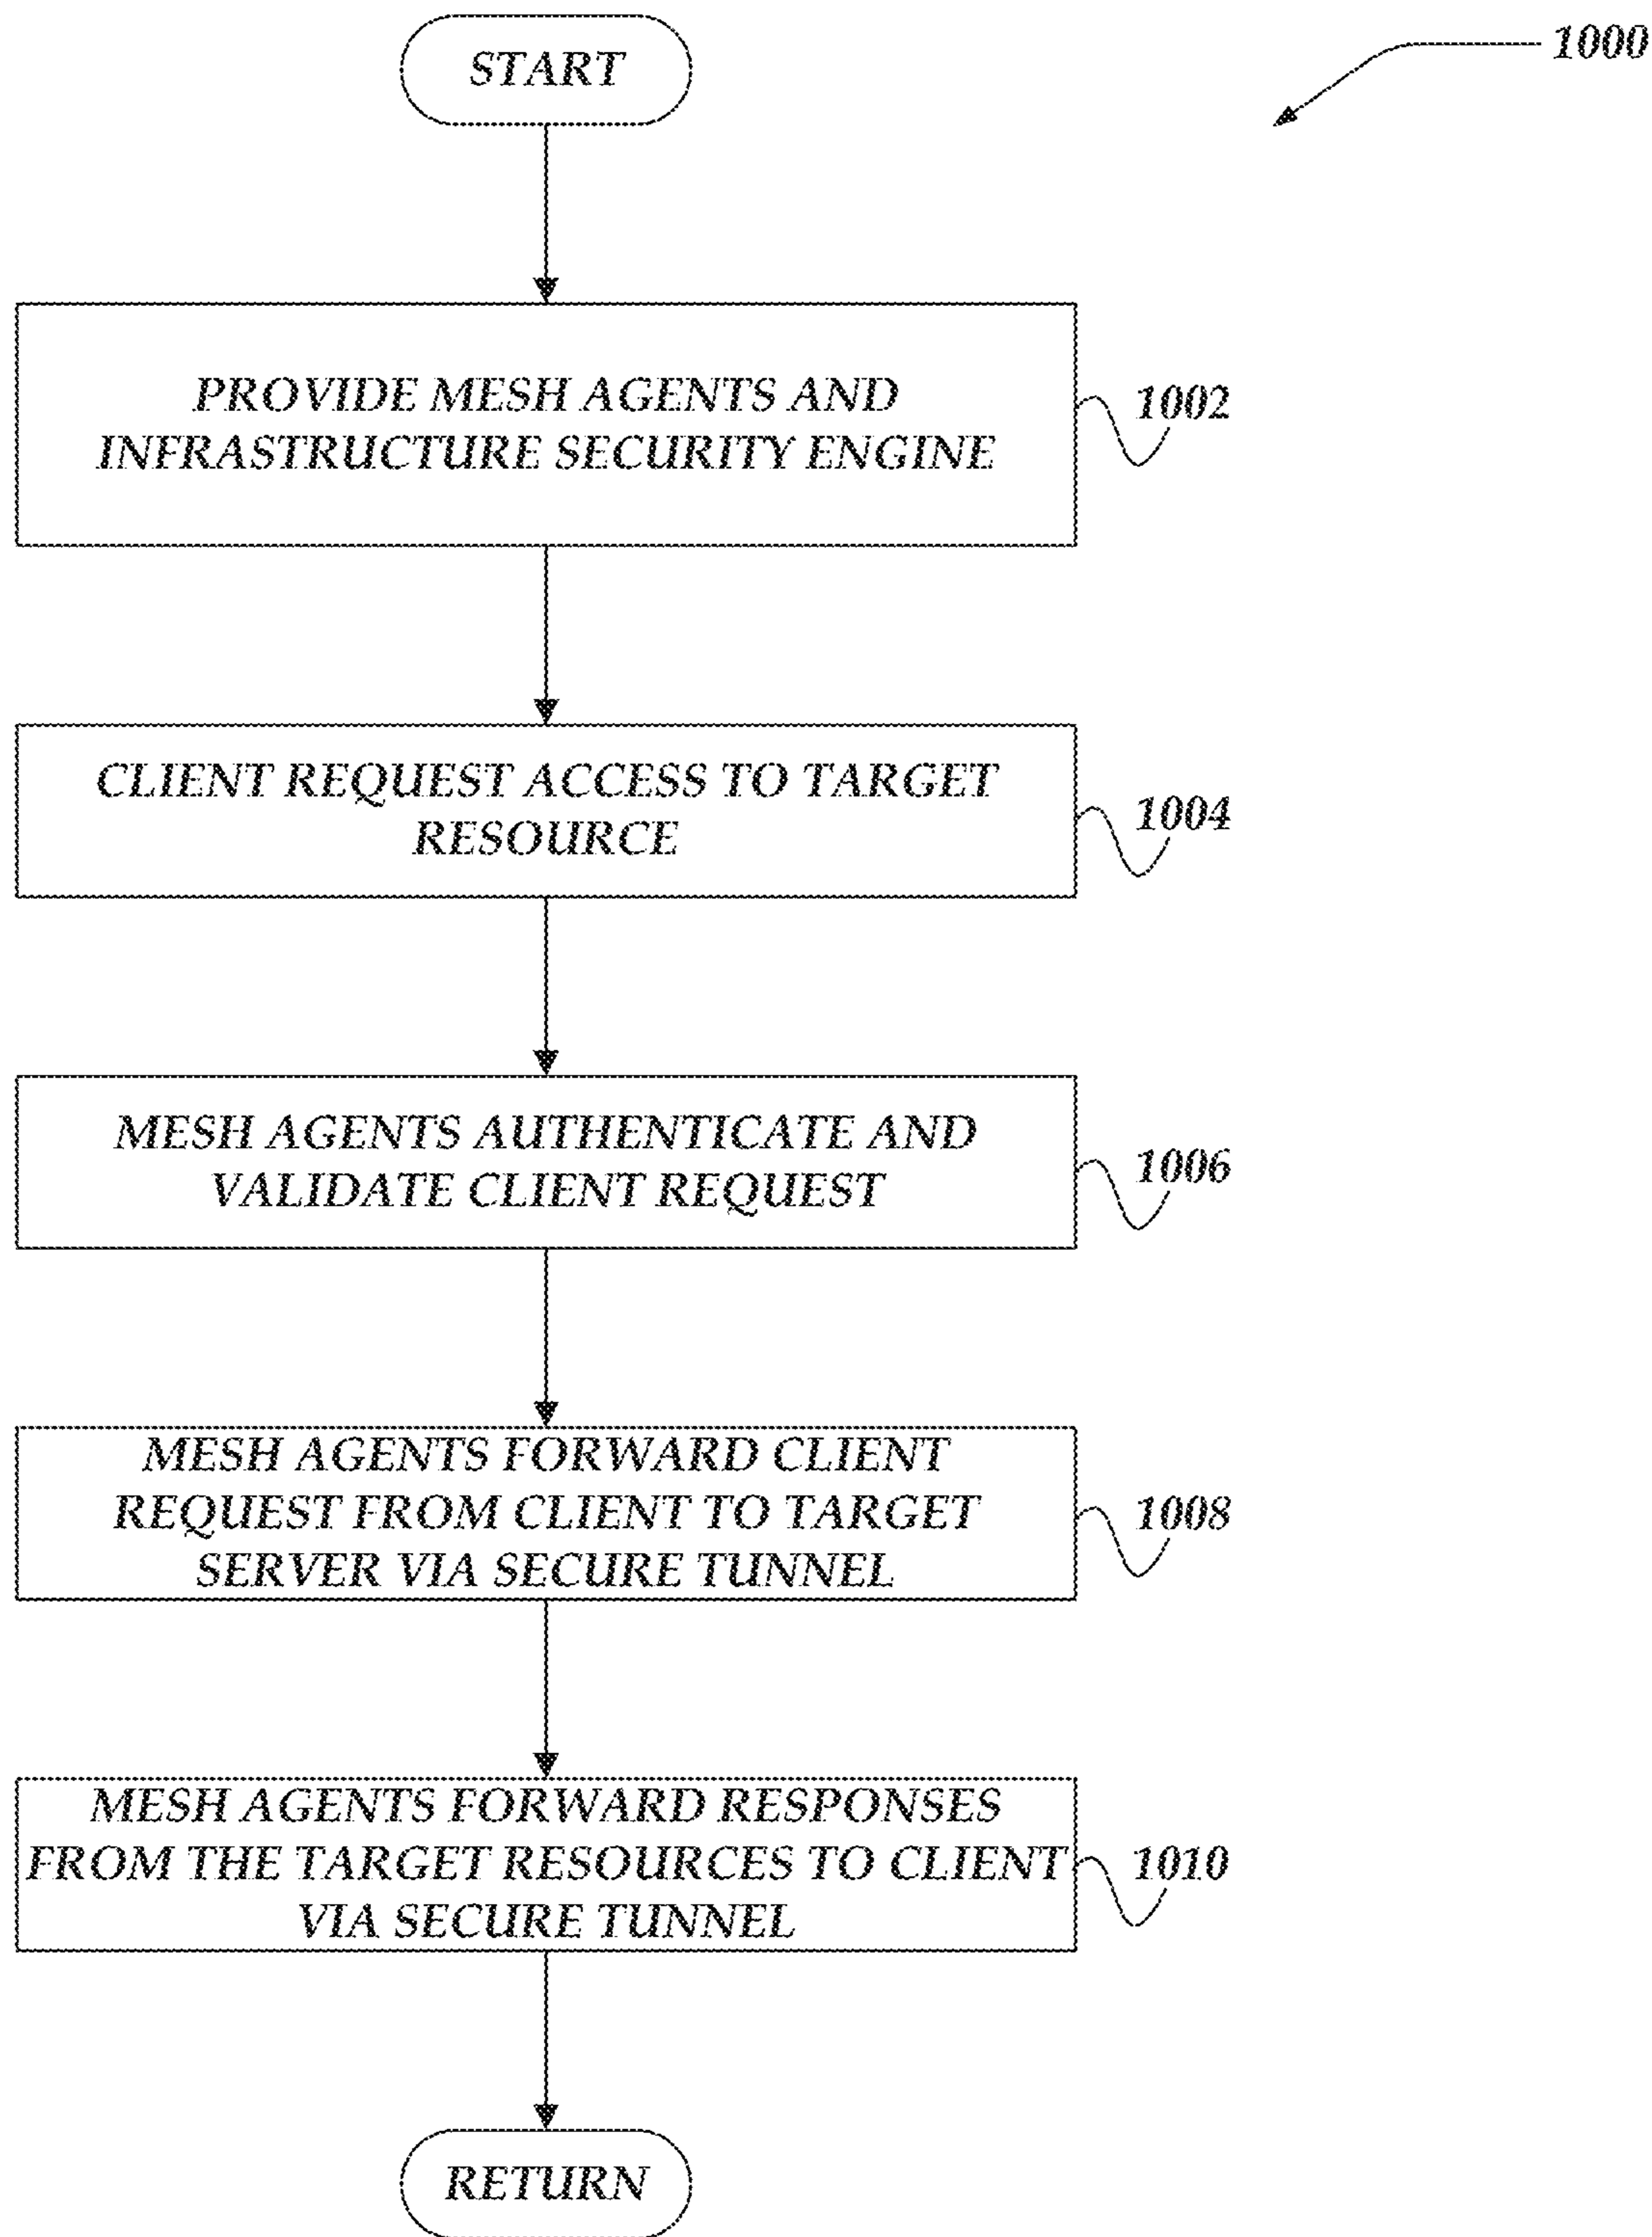 START
1000
PROVIDE MESH AGENTS AND
INFRASTRUCTURE SECURITY ENGINE
1002
CLIENT REQUEST ACCESS TO TARGET
RESOURCE
1004
MESH AGENTS AUTHENTICATE AND
VALIDATE CLIENT REQUEST
1006
MESH AGENTS FORWARD CLIENT
REQUEST FROM CLIENT TO TARGET
SERVER VIA SECURE TUNNEL
1008
MESH AGENTS FORWARD RESPONSES
FROM THE TARGET RESOURCES TO CLIENT
VIA SECURE TUNNEL
1010
RETURN